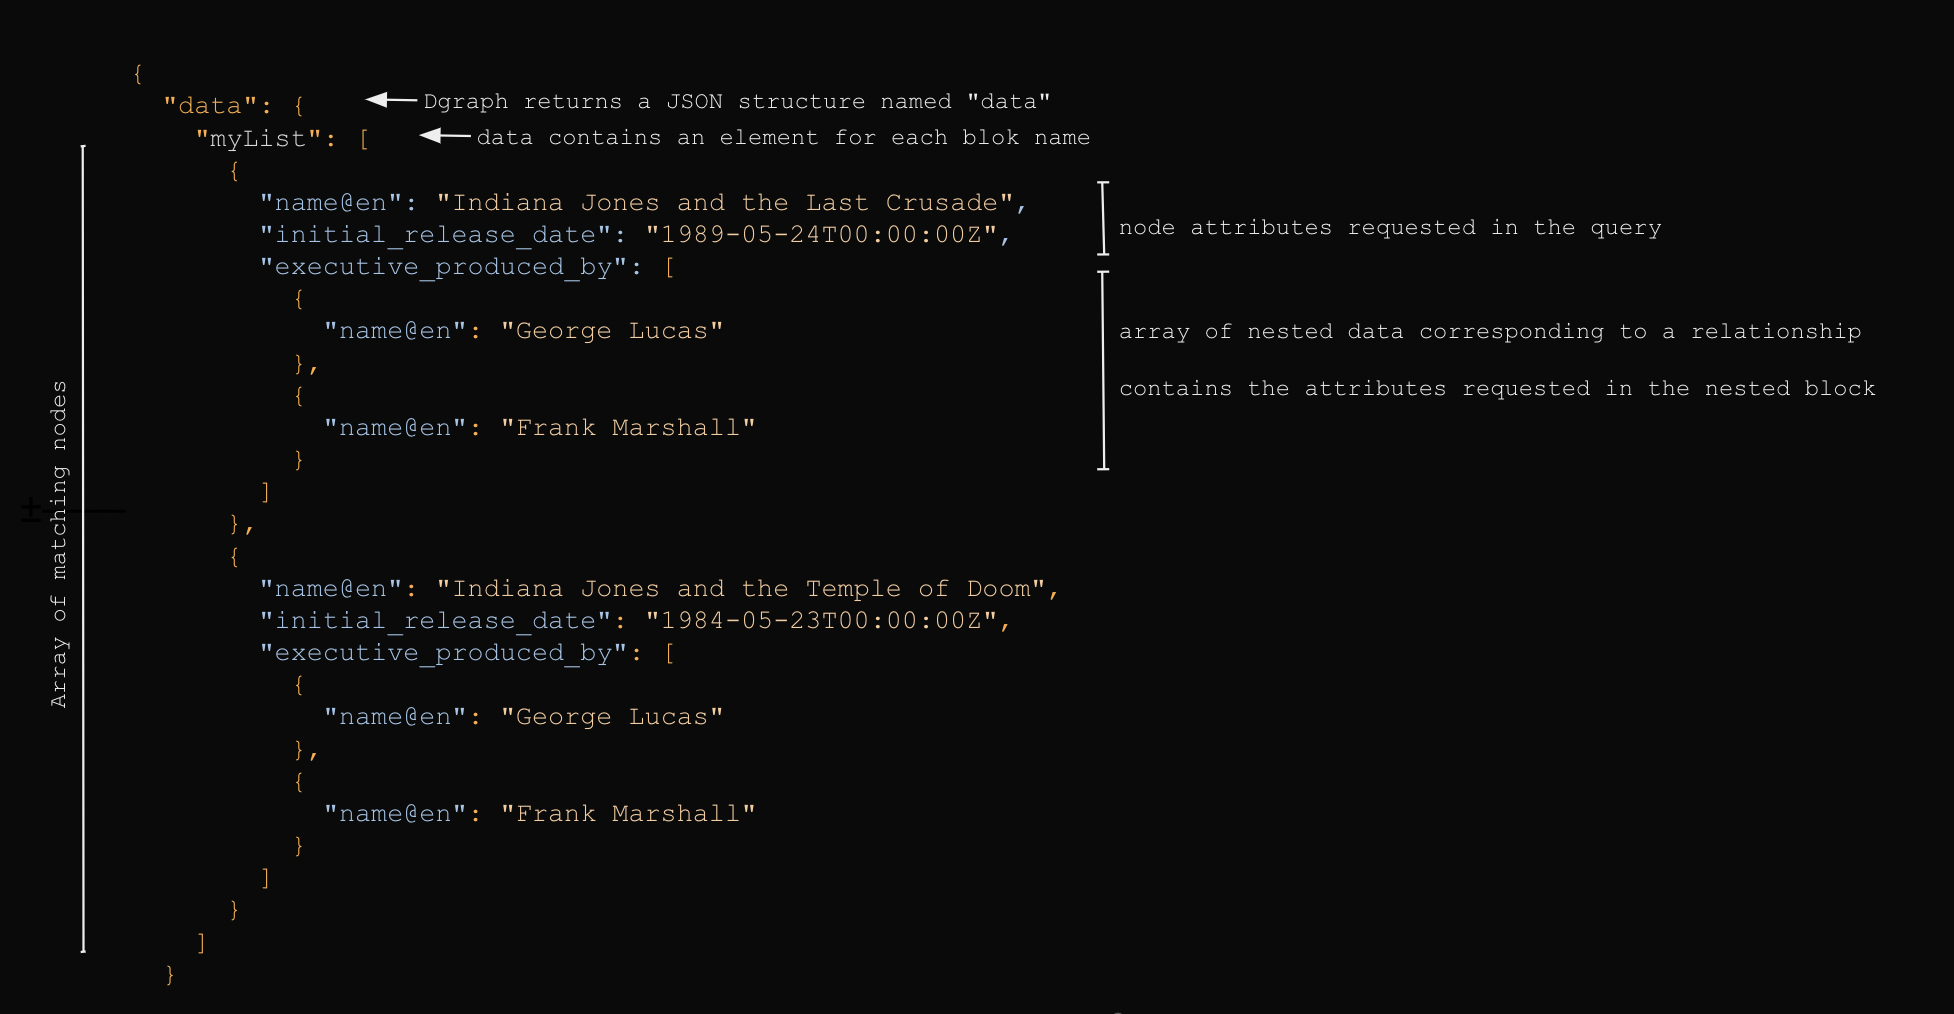 {
"data": {
Dgraph returns a JSON structure named "data"
"myList": [
data contains an element for each blok name
{
"name@en": "Indiana Jones and the Last Crusade",
"initial_release_date": "1989-05-24T00:00:00Z",
node attributes requested in the query
"executive_produced_by": [
{
"name@en": "George Lucas"
array of nested data corresponding to a relationship
},
{
contains the attributes requested in the nested block
"name@en": "Frank Marshall"
}
]
},
{
"name@en": "Indiana Jones and the Temple of Doom",
"initial_release_date": "1984-05-23T00:00:00Z",
"executive_produced_by": [
{
"name@en": "George Lucas"
},
{
"name@en": "Frank Marshall"
}
]
}
]
}
Array of matching nodes
±